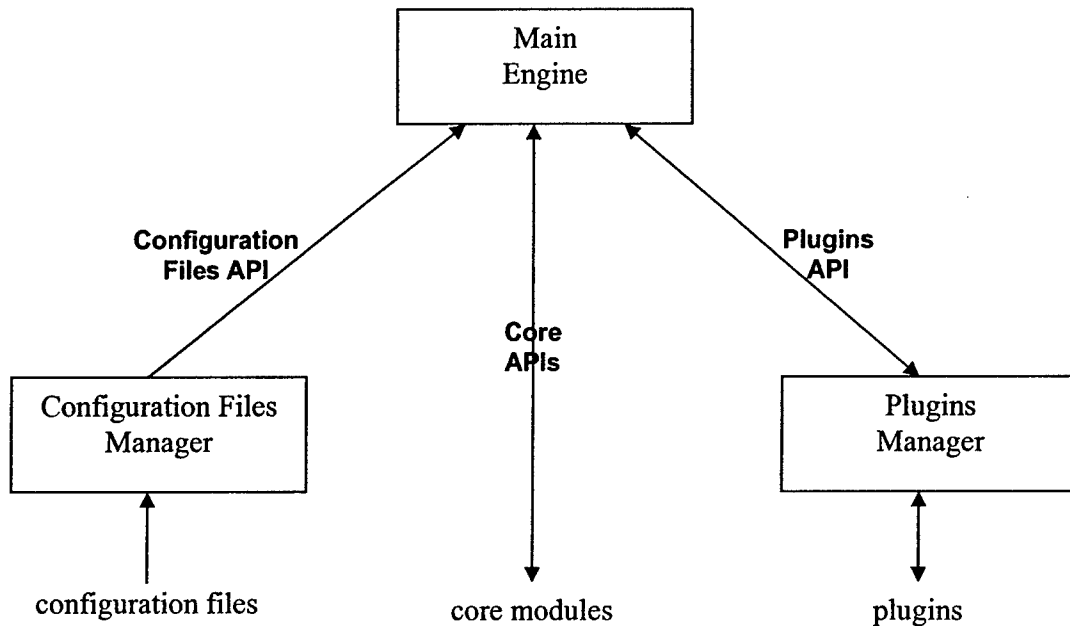 Main
Engine
Configuration
Files API
Plugins
API
Core
APIs
Configuration Files
Manager
Plugins
Manager
configuration files
core modules
plugins